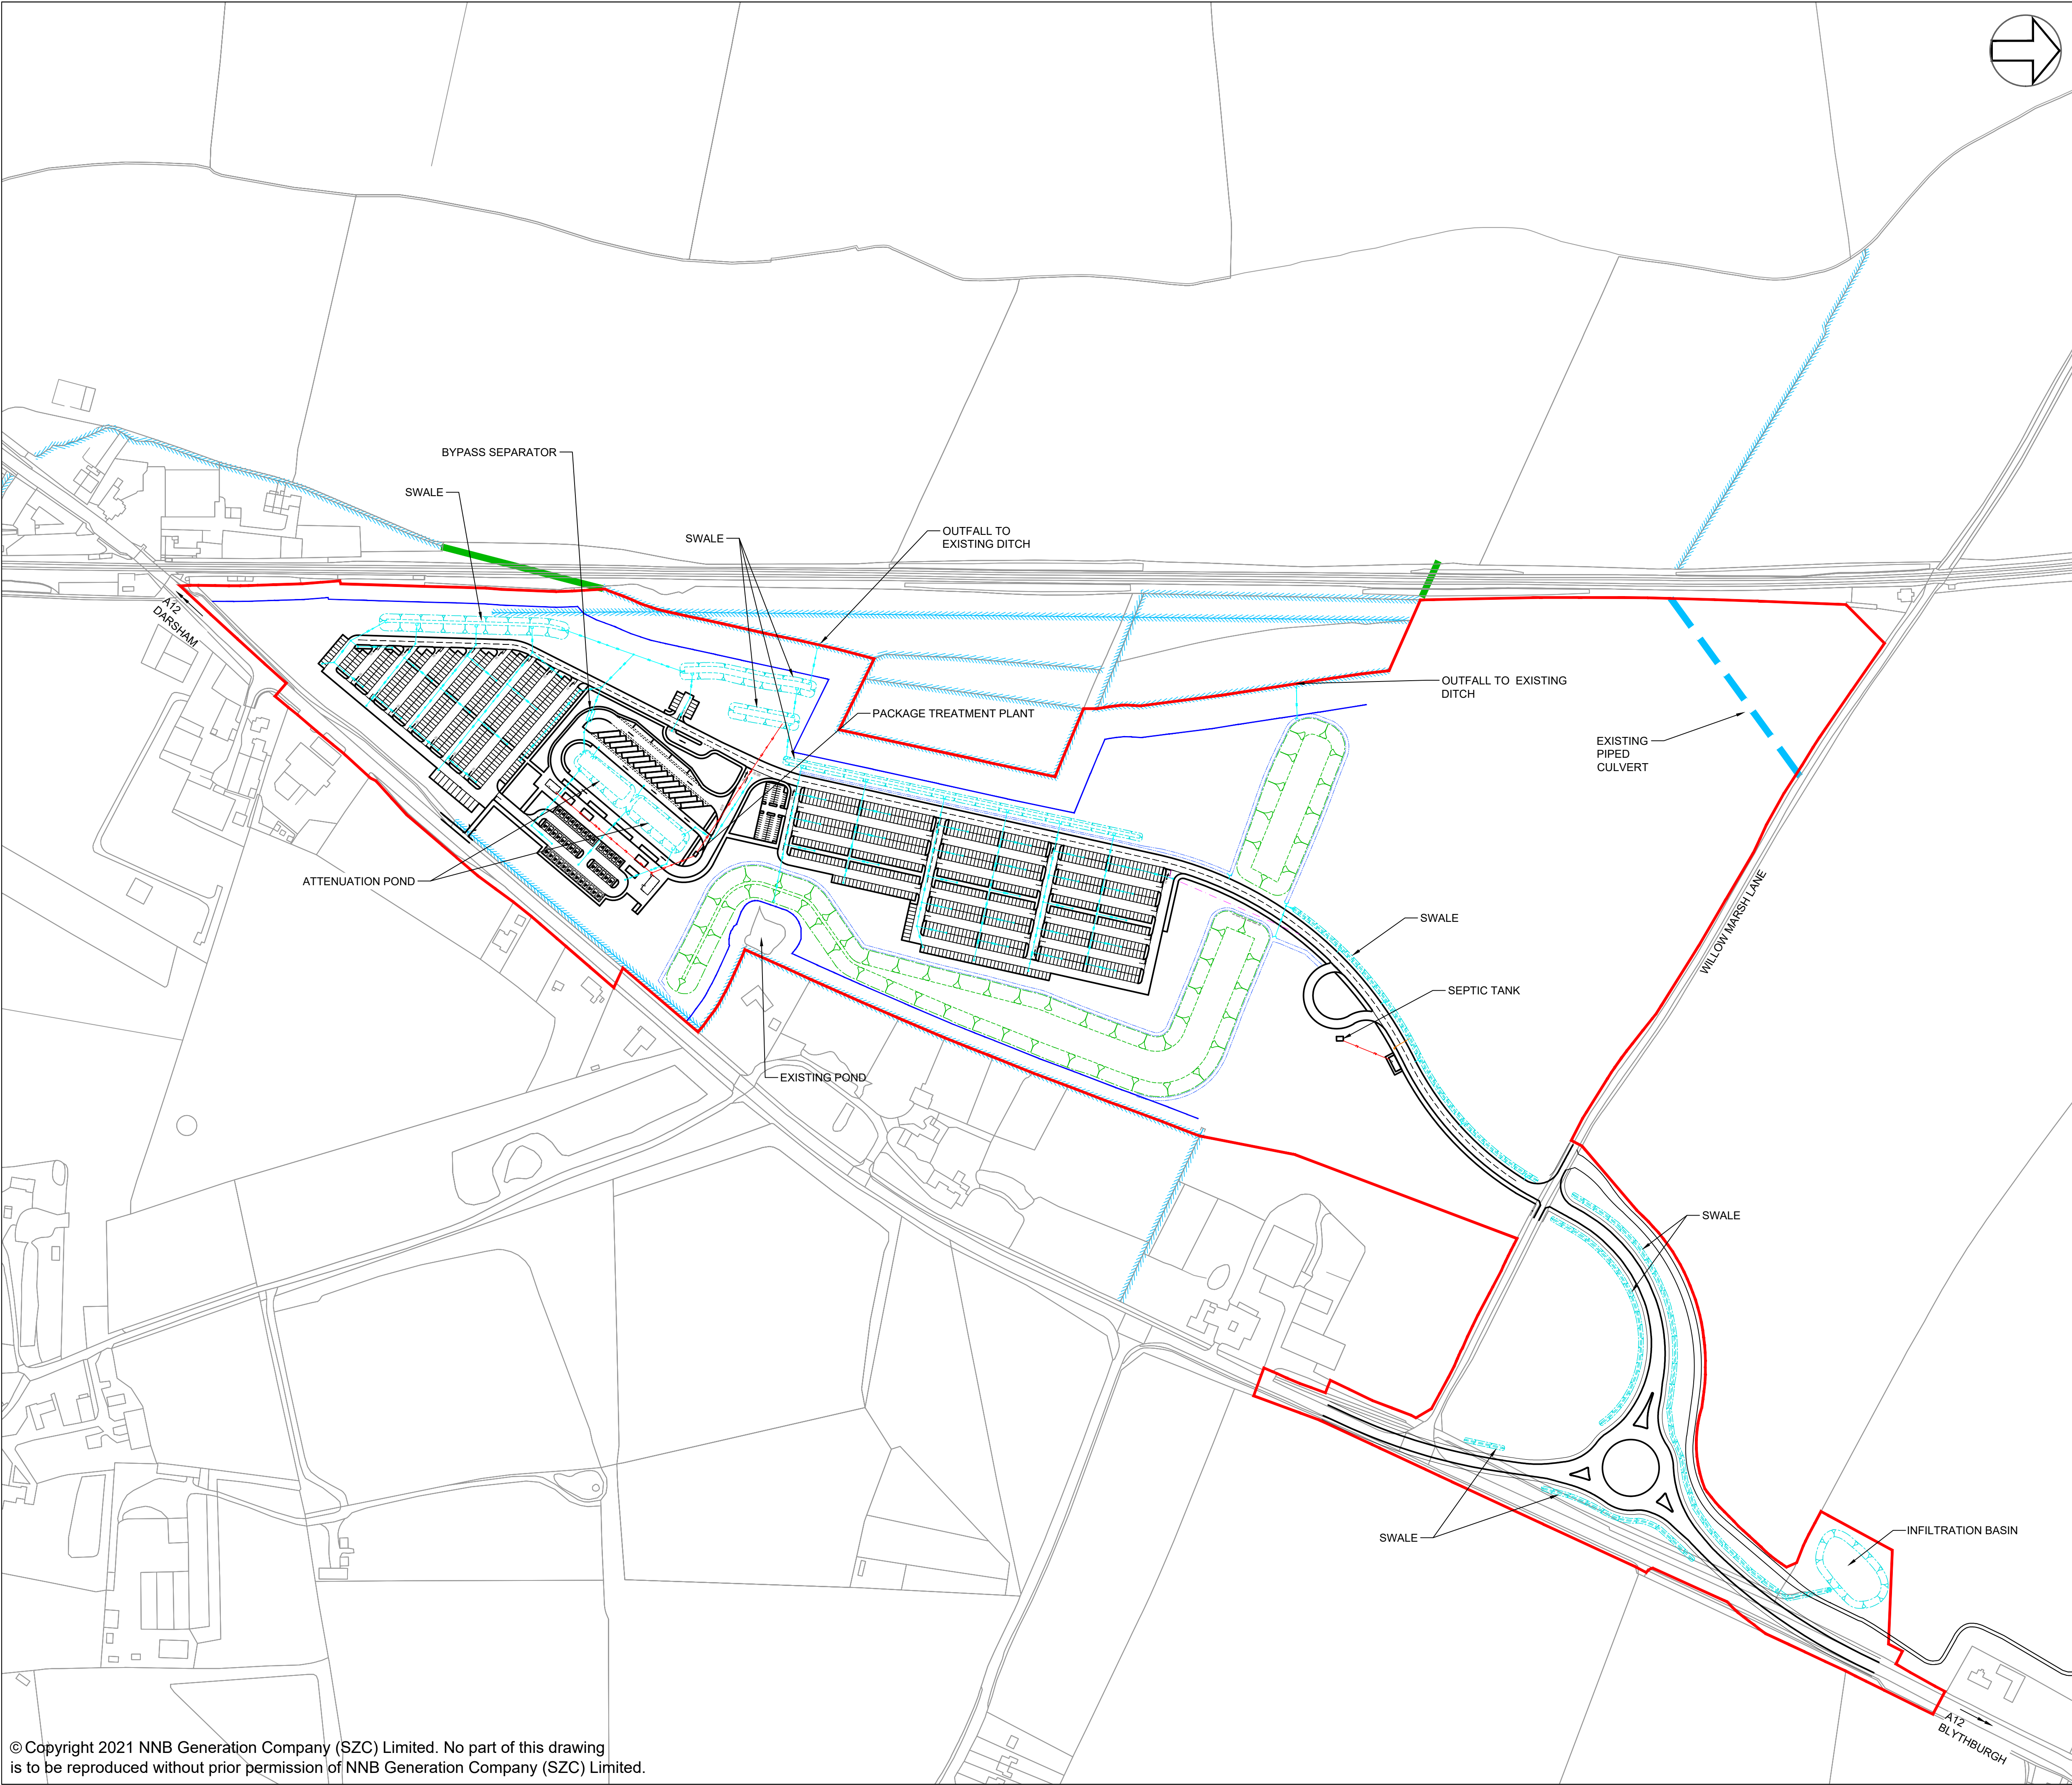 BYPASS SEPARATOR
SWALE
SWALE
OUTFALL TO
EXISTING DITCH
A12
DARSHAM
OUTFALL TO EXISTING
DITCH
PACKAGE TREATMENT PLANT
EXISTING
PIPED
CULVERT
ATTENUATION POND
SWALE
WILLOW MARSH LANE
SEPTIC TANK
EXISTING POND
SWALE
SWALE
INFILTRATION BASIN
A12
BLYTHBURGH
© Copyright 2021 NNB Generation Company (SZC) Limited. No part of this drawing
is to be reproduced without prior permission of NNB Generation Company (SZC) Limited.